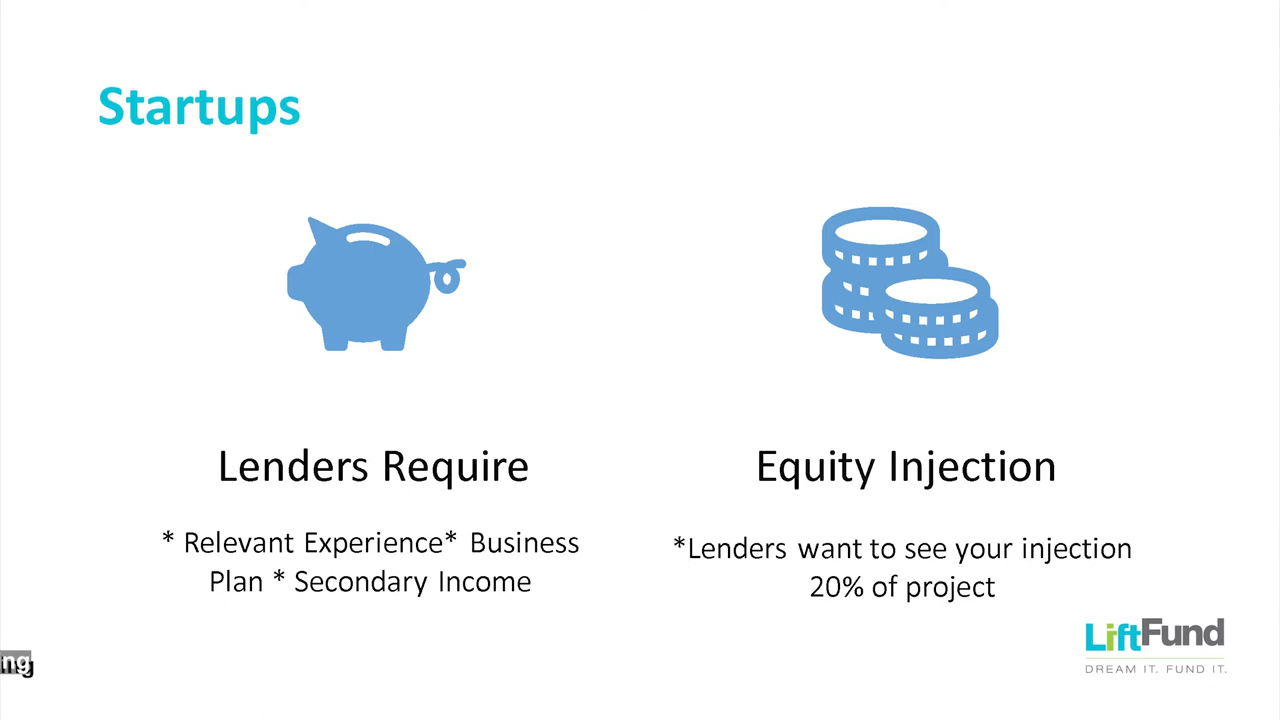 Startups
Lenders Require
* Relevant Experience* Business
Plan * Secondary Income
Equity Injection
*Lenders want to see your injection
20% of project
LiftFund
DREAM IT. FUND IT.
ng